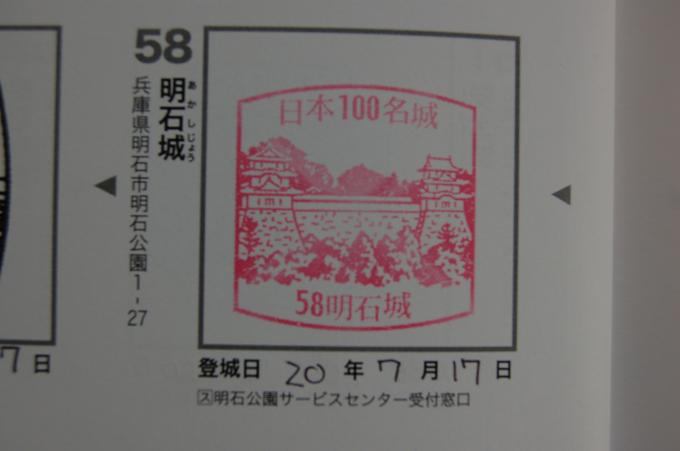 58
明石城
あかしじょう
兵庫県明石市明石公園1-27
日本100名城
58明石城
登城日 20 年 7 月 17 日
ス明石公園サービスセンター受付窓口
7日